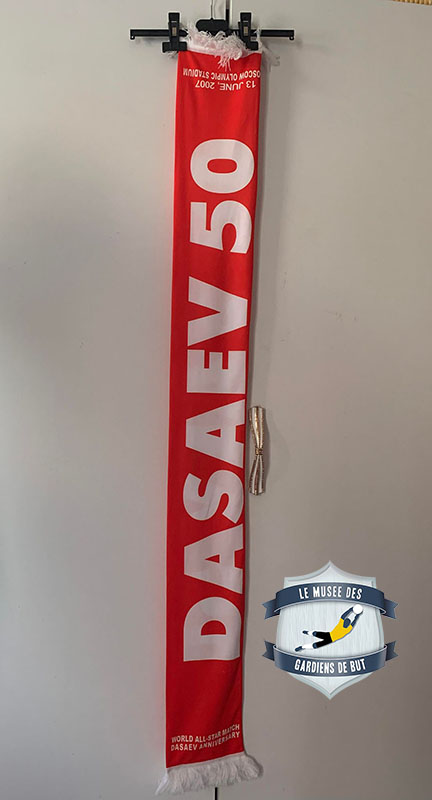 OSCOW OLYMPIC STADIUM
13 JUNE, 2007
DASAEV 50
WORLD ALL-STAR MATCH
DASAEV ANNIVERSARY
LE MUSEE DES
GARDIENS DE BUT